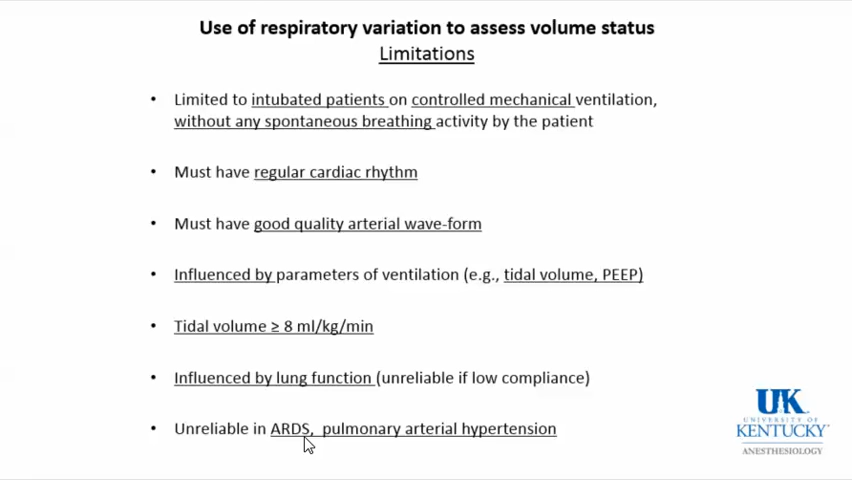 Use of respiratory variation to assess volume status
Limitations
• Limited to intubated patients on controlled mechanical ventilation,
without any spontaneous breathing activity by the patient
• Must have regular cardiac rhythm
• Must have good quality arterial wave-form
• Influenced by parameters of ventilation (e.g., tidal volume, PEEP)
• Tidal volume ≥ 8 ml/kg/min
• Influenced by lung function (unreliable if low compliance)
• Unreliable in ARDS, pulmonary arterial hypertension
UK
UNIVERSITY OF
KENTUCKY
ANESTHESIOLOGY